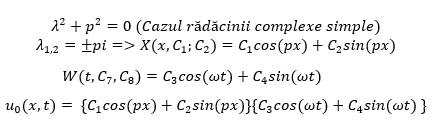 λ² + p² = 0 (Cazul rădăcinii complexe simple)
λ₁,₂ = ±pi => X(x, C₁; C₂) = C₁cos(px) + C₂sin(px)
W(t, C₇, C₈) = C₃cos(ωt) + C₄sin(ωt)
u₀(x, t) = {C₁cos(px) + C₂sin(px)}{C₃cos(ωt) + C₄sin(ωt) }